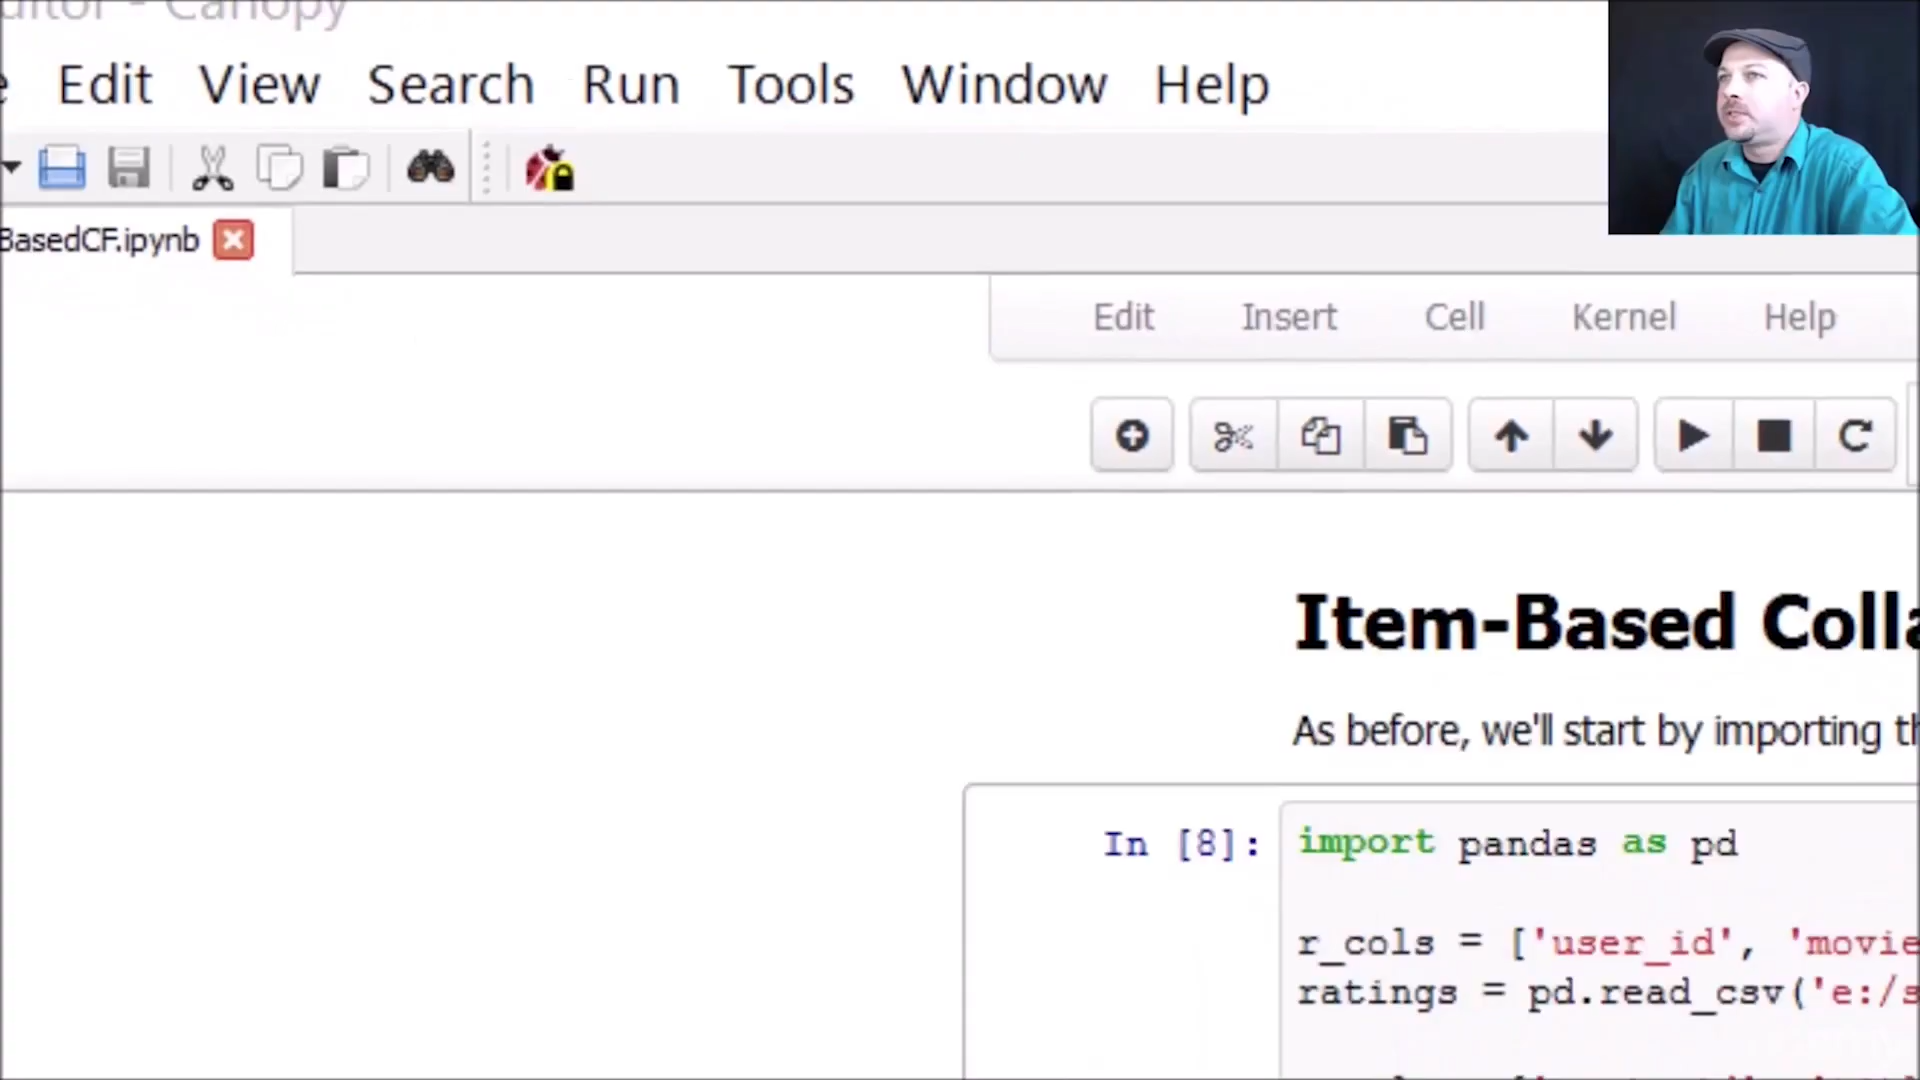 Canopy
Edit View Search Run Tools Window Help
BasedCF.ipynb
Edit Insert Cell Kernel Help
Item-Based
As before, we'll start by importing
In [8]: import pandas as pd
r_cols = ['user_id', 'movie
ratings = pd.read_csv('e:/s